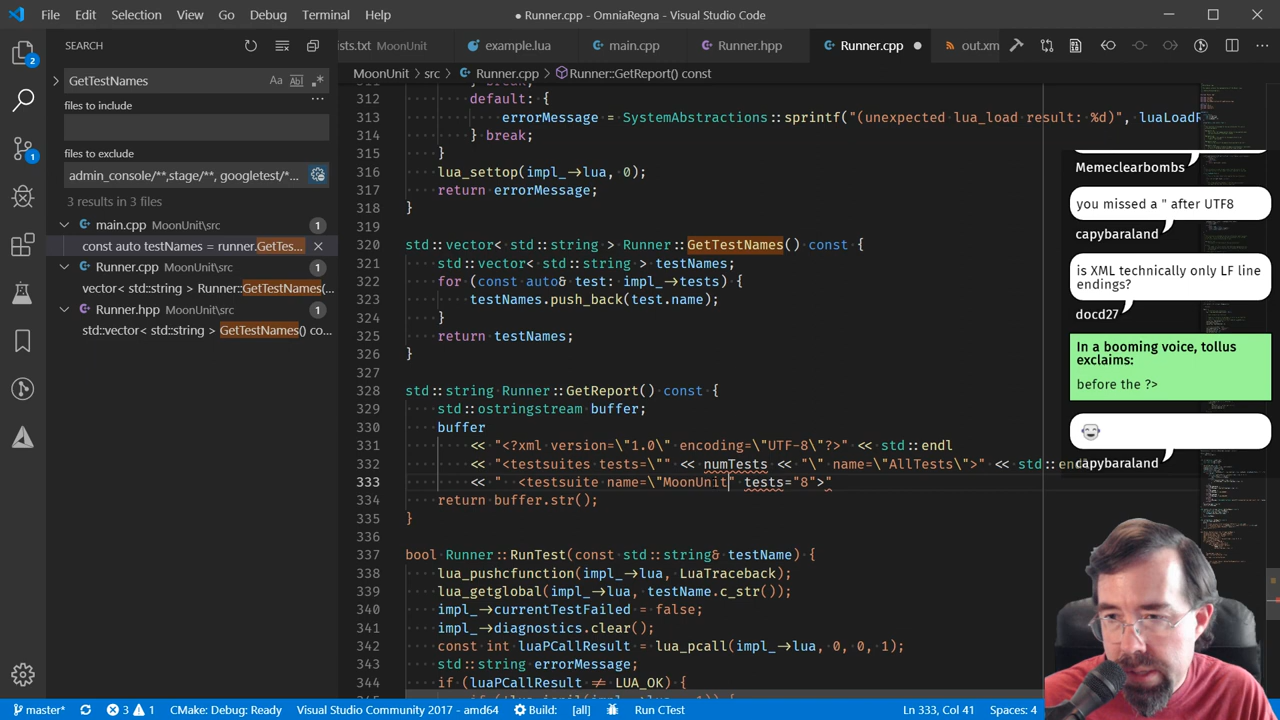 File Edit Selection View Go Debug Terminal Help
● Runner.cpp - OmniaRegna - Visual Studio Code
SEARCH
ists.txt MoonUnit
example.lua
main.cpp
Runner.hpp
Runner.cpp
out.xm
MoonUnit > src > Runner.cpp > Runner::GetReport() const
GetTestNames
Aa Abl .*
files to include
files to exclude
admin_console/**,stage/**, googletest/*...
3 results in 3 files
main.cpp MoonUnit\src 1
const auto testNames = runner.GetTes...
Runner.cpp MoonUnit\src 1
vector< std::string > Runner::GetTestNames(...
Runner.hpp MoonUnit\src 1
std::vector< std::string > GetTestNames() co...
312 default: {
313 errorMessage = SystemAbstractions::sprintf("(unexpected lua_load result: %d)", luaLoadR
314 } break;
315 }
316 lua_settop(impl_->lua, 0);
317 return errorMessage;
318 }
319
320 std::vector< std::string > Runner::GetTestNames() const {
321 std::vector< std::string > testNames;
322 for (const auto& test: impl_->tests) {
323 testNames.push_back(test.name);
324 }
325 return testNames;
326 }
327
328 std::string Runner::GetReport() const {
329 std::ostringstream buffer;
330 buffer
331 << "<?xml version=\"1.0\" encoding=\"UTF-8\"?>" << std::endl
332 << "<testsuites tests=\"" << numTests << "\" name=\"AllTests\">" << std::endl
333 << "  <testsuite name=\"MoonUnit" tests="8">"
334 return buffer.str();
335 }
336
337 bool Runner::RunTest(const std::string& testName) {
338 lua_pushcfunction(impl_->lua, LuaTraceback);
339 lua_getglobal(impl_->lua, testName.c_str());
340 impl_->currentTestFailed = false;
341 impl_->diagnostics.clear();
342 const int luaPCallResult = lua_pcall(impl_->lua, 0, 0, 1);
343 std::string errorMessage;
344 if (luaPCallResult != LUA_OK) {
Memeclearbombs
you missed a " after UTF8
capybaraland
is XML technically only LF line
endings?
docd27
In a booming voice, tollus
exclaims:
before the ?>
capybaraland
2
1
master*
3 1
CMake: Debug: Ready
Visual Studio Community 2017 - amd64
Build: [all]
Run CTest
Ln 333, Col 41
Spaces: 4